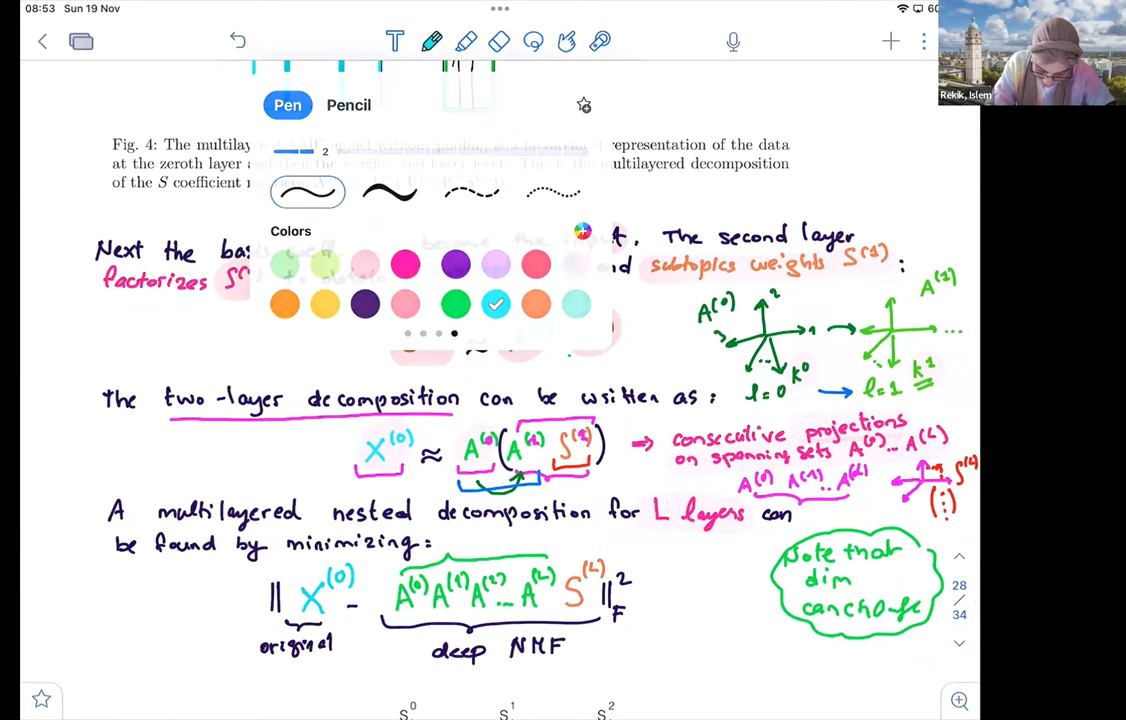 08:53 Sun 19 Nov
Rekik, Islem
Pen Pencil
2
Colors
Fig. 4: The multilay
representation of the data
at the zeroth layer
multilayered decomposition
of the S coefficient
Next the
The second layer
factorizes
subtopics weights S(1) :
A(0) 2 1 3 k⁰ l=0
A(1) ... k¹ l=1
The two-layer decomposition can be written as:
X(0) ≈ A(0) (A(1) S(1)) ⇒ consecutive projections
on spanning sets A(0)... A(L)
A(0) A(1) .. A(L) S(L)
A multilayered nested decomposition for L layers can
be found by minimizing:
|| X(0) - A(0) A(1) A(2) ... A(L) S(L) ||²_F
original
deep NMF
Note that
dim
can change
28
/
34
S⁰ S¹ S²